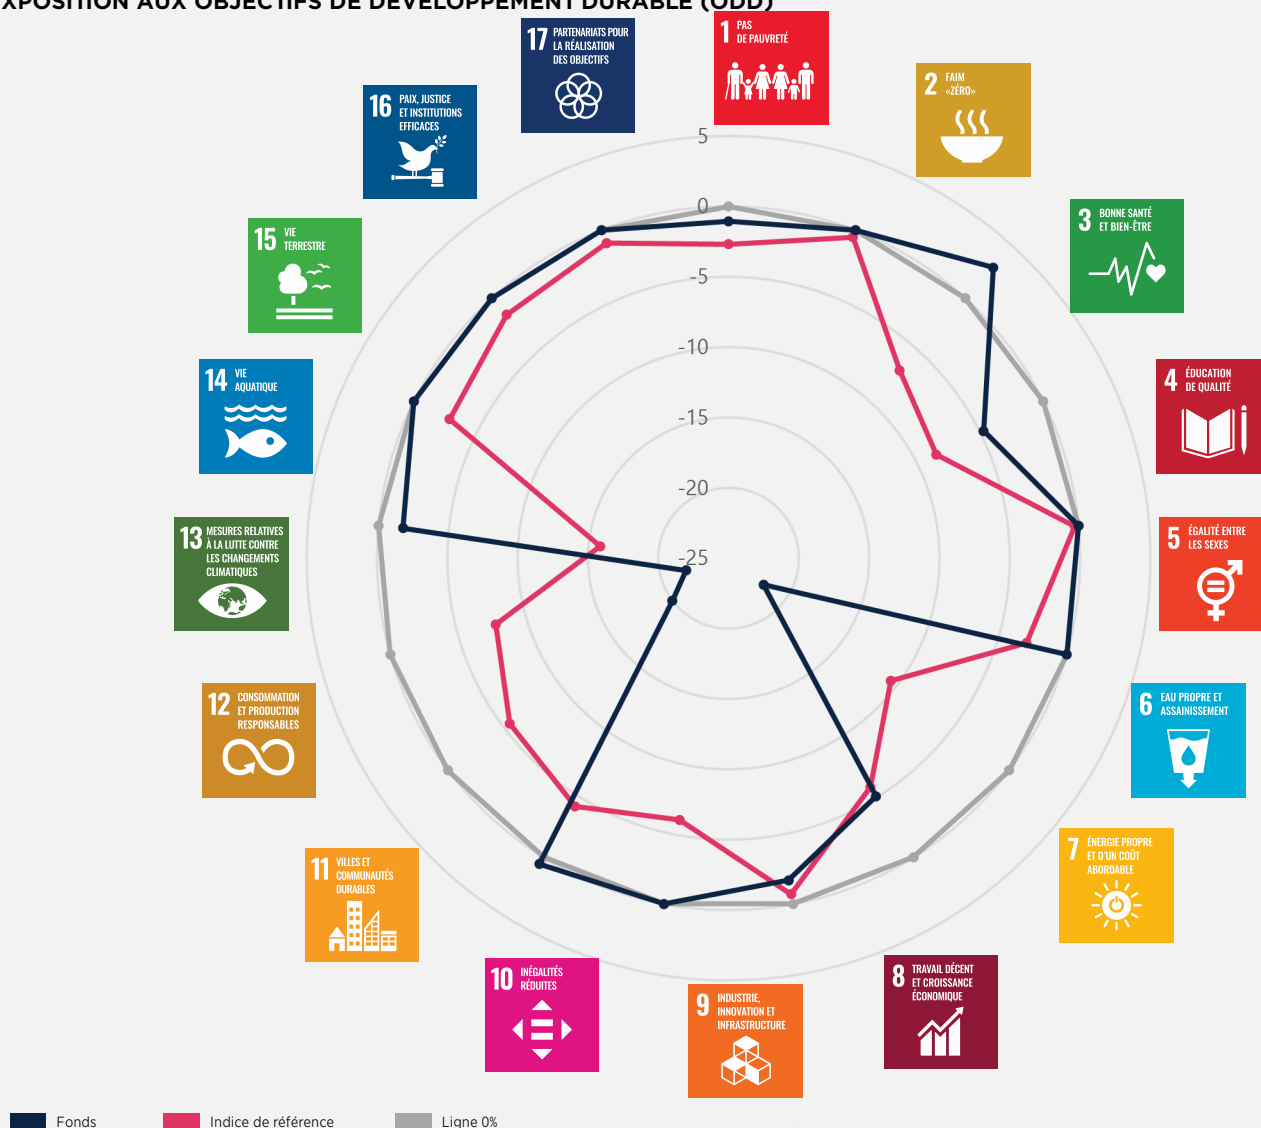 XPOSITION AUX OBJECTIFS DE DÉVELOPPEMENT DURABLE (ODD)
17 PARTENARIATS POUR
LA RÉALISATION
DES OBJECTIFS
1 PAS
DE PAUVRETÉ
2 FAIM
«ZÉRO»
16 PAIX, JUSTICE
ET INSTITUTIONS
EFFICACES
3 BONNE SANTÉ
ET BIEN-ÊTRE
15 VIE
TERRESTRE
14 VIE
AQUATIQUE
4 ÉDUCATION
DE QUALITÉ
13 MESURES RELATIVES
À LA LUTTE CONTRE
LES CHANGEMENTS
CLIMATIQUES
5 ÉGALITÉ ENTRE
LES SEXES
12 CONSOMMATION
ET PRODUCTION
RESPONSABLES
6 EAU PROPRE ET
ASSAINISSEMENT
11 VILLES ET
COMMUNAUTÉS
DURABLES
7 ÉNERGIE PROPRE
ET D'UN COÛT
ABORDABLE
10 INÉGALITÉS
RÉDUITES
9 INDUSTRIE,
INNOVATION ET
INFRASTRUCTURE
8 TRAVAIL DÉCENT
ET CROISSANCE
ÉCONOMIQUE
5
0
-5
-10
-15
-20
-25
Fonds
Indice de référence
Ligne 0%